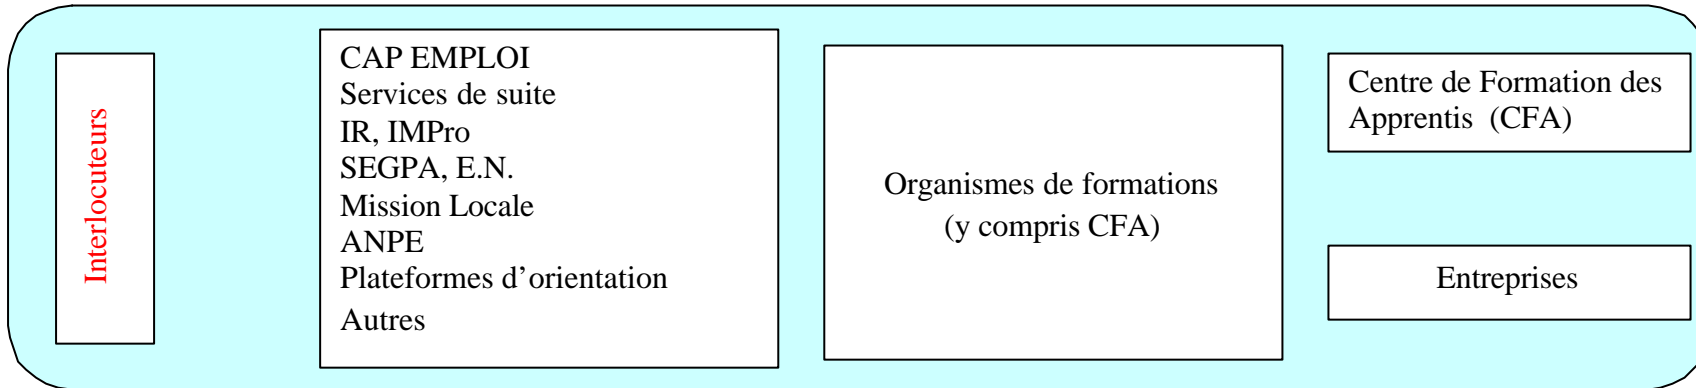 Interlocuteurs
CAP EMPLOI
Services de suite
IR, IMPro
SEGPA, E.N.
Mission Locale
ANPE
Plateformes d’orientation
Autres
Organismes de formations
(y compris CFA)
Centre de Formation des
Apprentis (CFA)
Entreprises